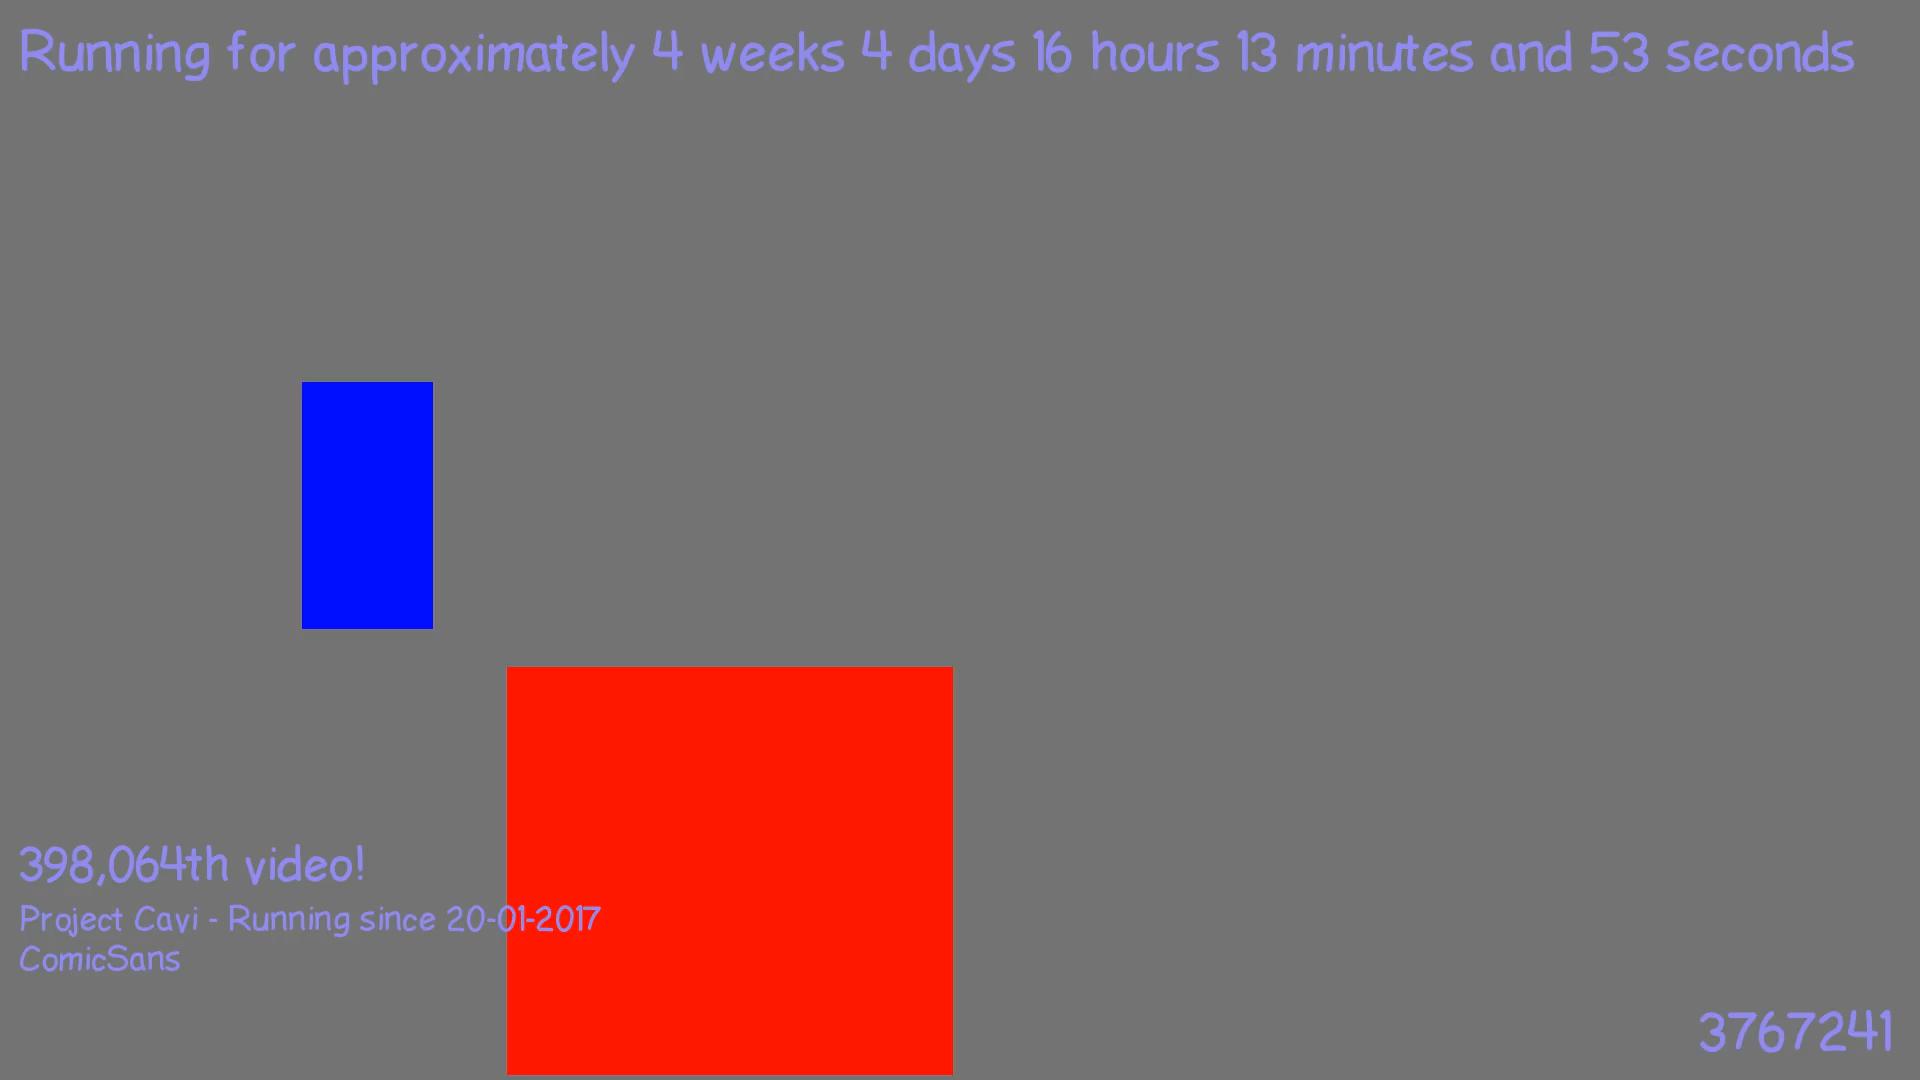 Running for approximately 4 weeks 4 days 16 hours 13 minutes and 53 seconds
398,064th video!
Project Cavi - Running since 20-01-2017
ComicSans
3767241